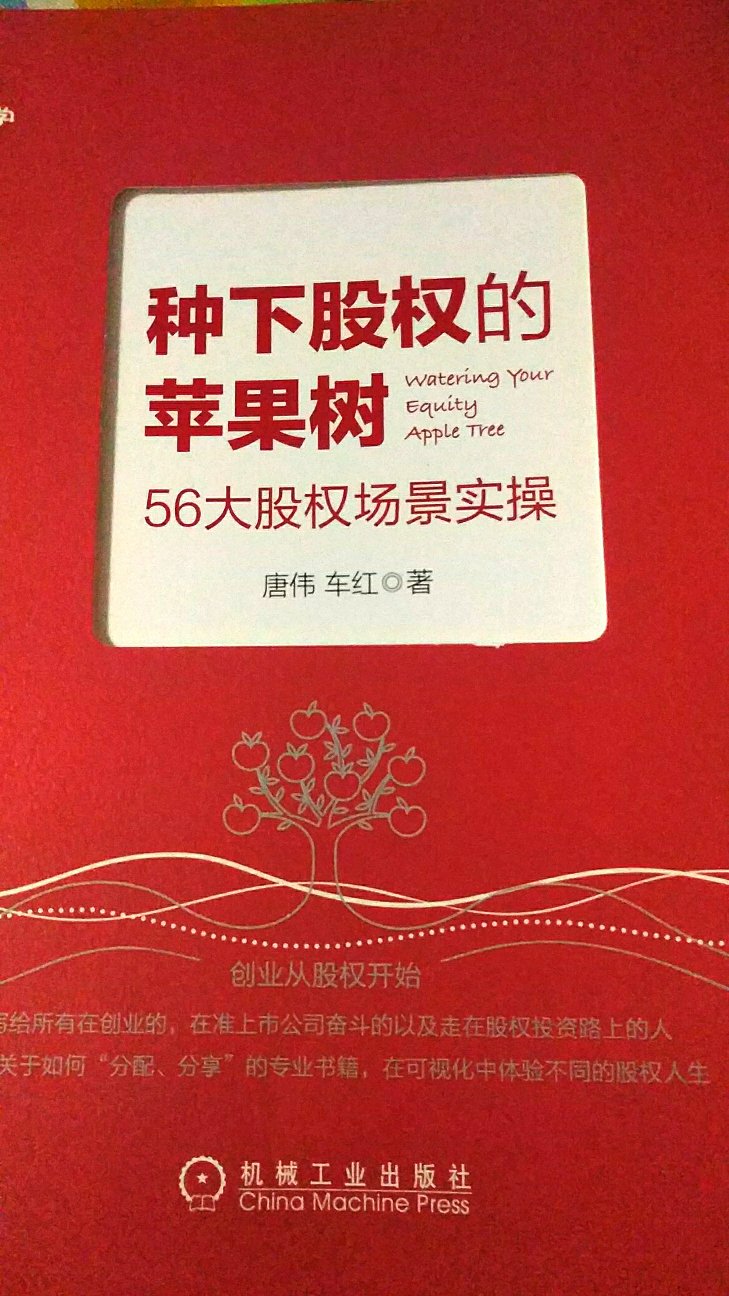 学
种下股权的
苹果树
Watering Your
Equity
Apple Tree
56大股权场景实操
唐伟 车红◎著
创业从股权开始
写给所有在创业的，在准上市公司奋斗的以及走在股权投资路上的人
关于如何“分配、分享”的专业书籍，在可视化中体验不同的股权人生
机械工业出版社
China Machine Press